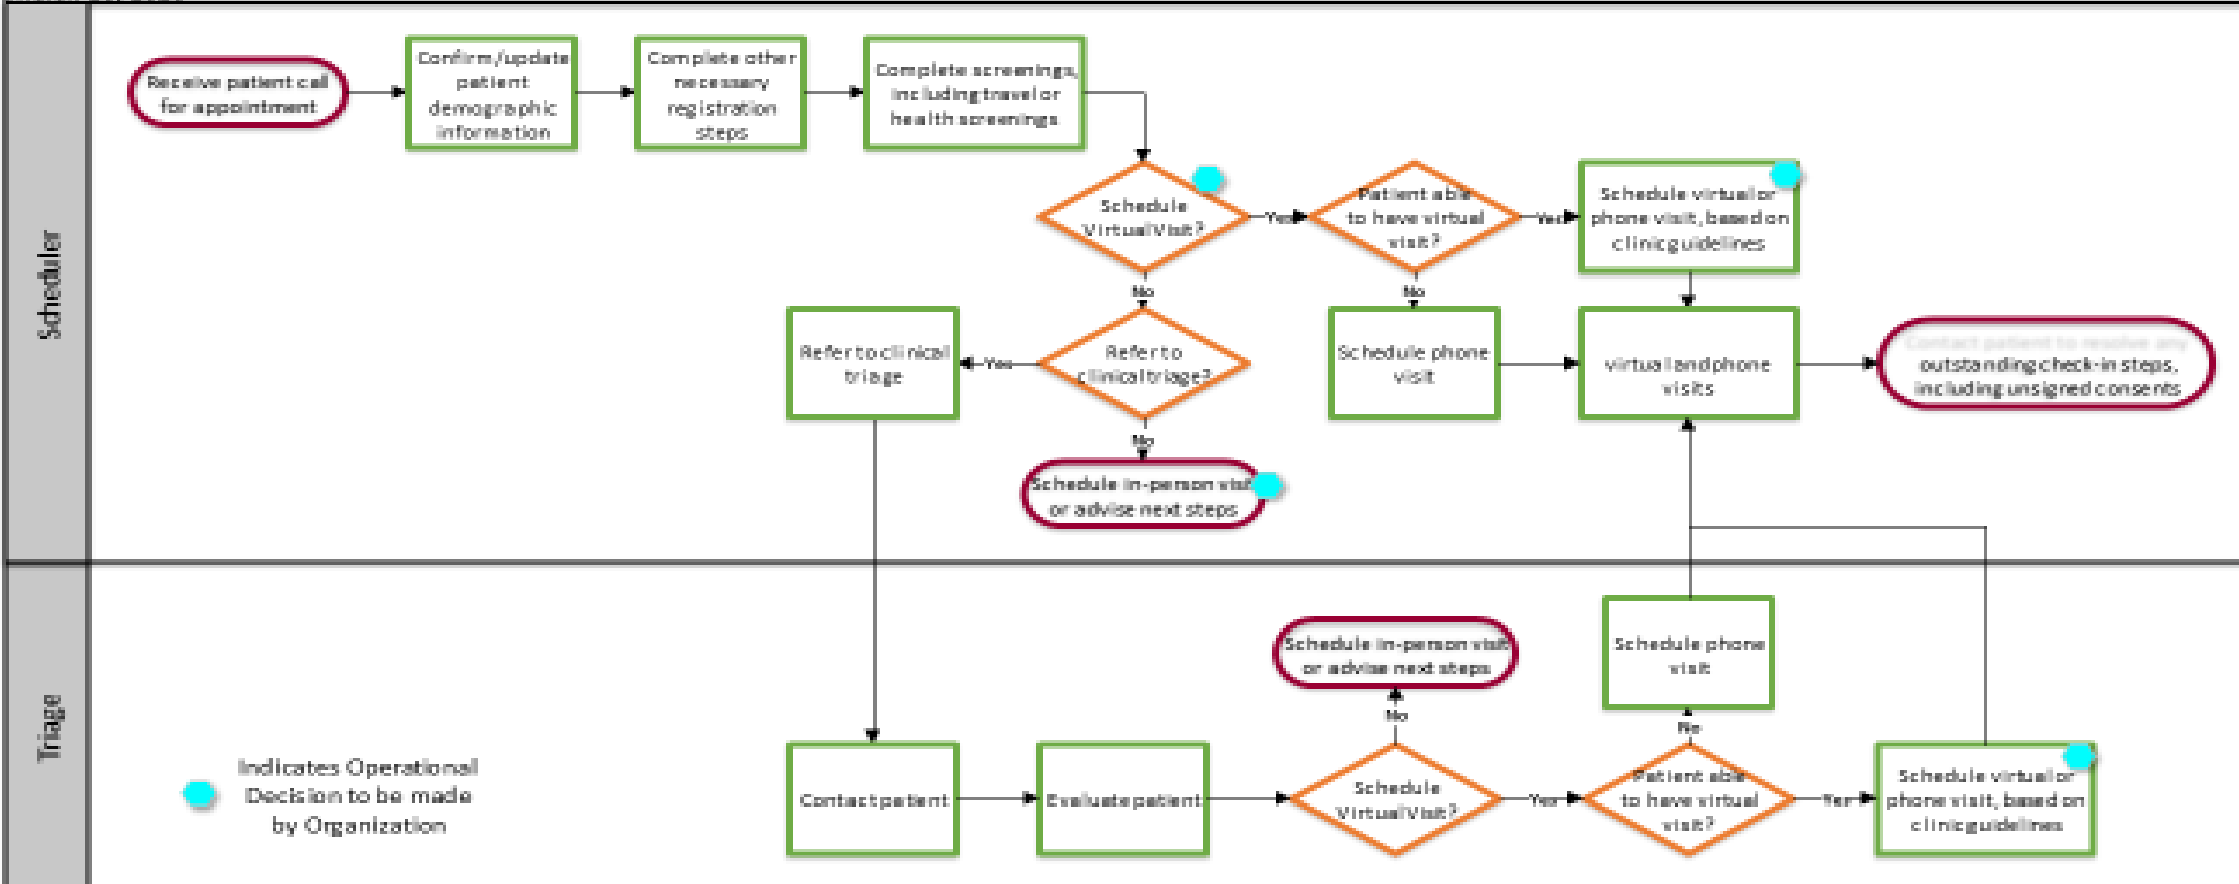 Scheduler
Receive patient call
for appointment
Confirm/update
patient
demographic
information
Complete other
necessary
registration
steps
Complete screenings,
including travel or
health screenings
Schedule
Virtual Visit?
Yes
Patient able
to have virtual
visit?
Yes
Schedule virtual or
phone visit, based on
clinic guidelines
No
No
Refer to clinical
triage
Yes
Refer to
clinical triage?
Schedule phone
visit
virtual and phone
visits
Contact patient to resolve any
outstanding check-in steps,
including unsigned consents
No
Schedule in-person visit
or advise next steps
Triage
Schedule in-person visit
or advise next steps
Schedule phone
visit
No
No
Indicates Operational
Decision to be made
by Organization
Contact patient
Evaluate patient
Schedule
Virtual Visit?
Yes
Patient able
to have virtual
visit?
Yes
Schedule virtual or
phone visit, based on
clinic guidelines